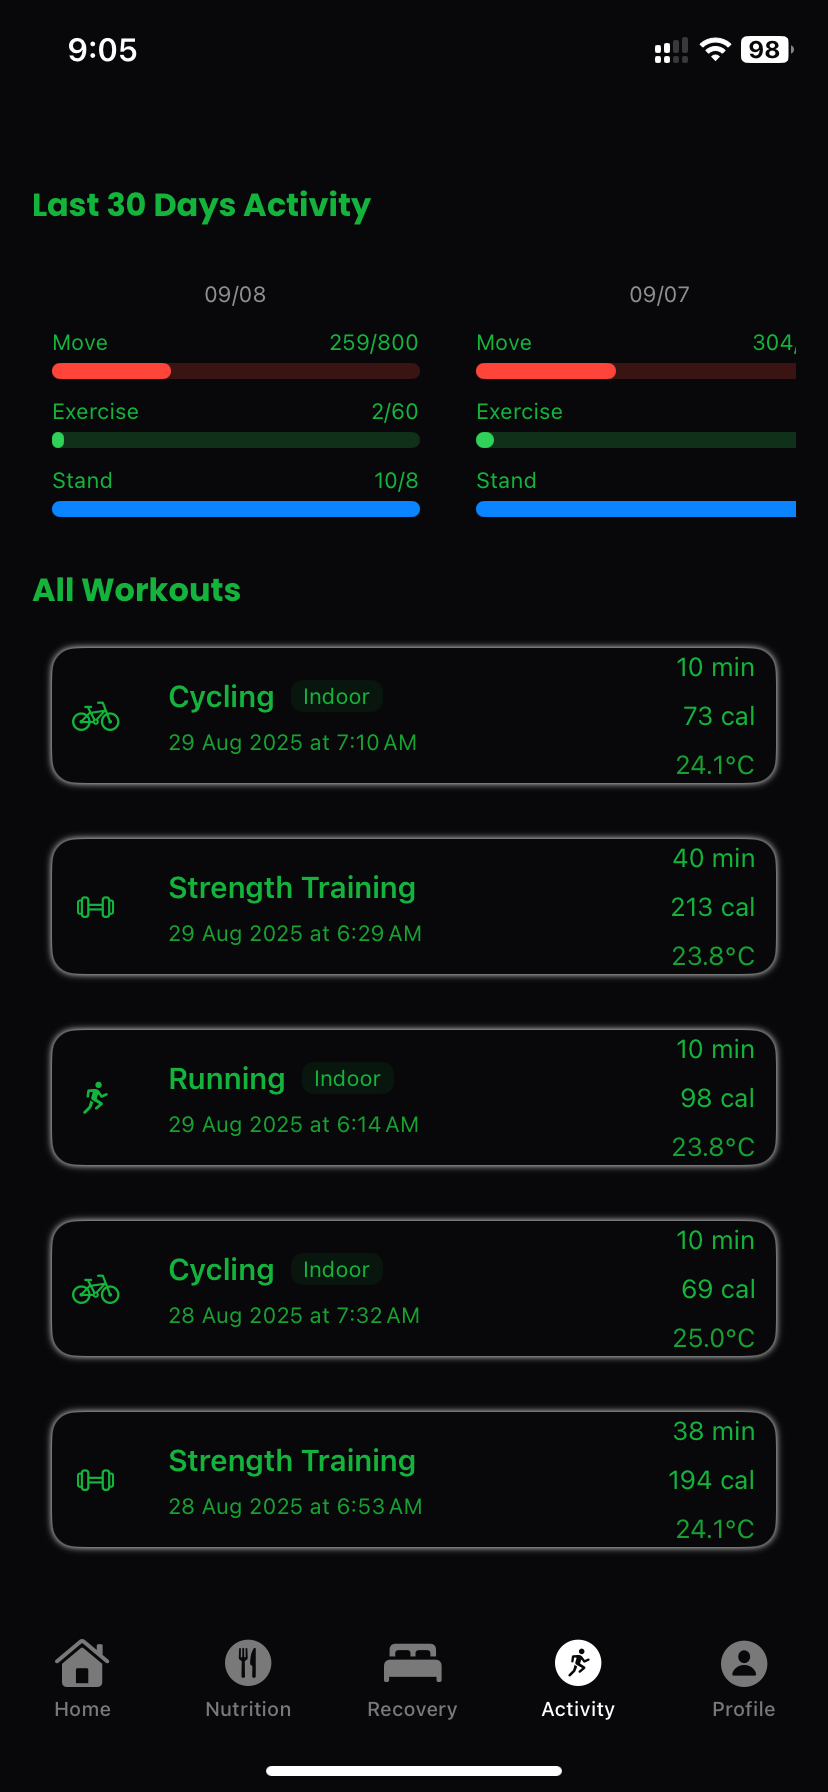 9:05
98
Last 30 Days Activity
09/08
Move 259/800
Exercise 2/60
Stand 10/8
09/07
Move 304,
Exercise
Stand
All Workouts
Cycling Indoor
29 Aug 2025 at 7:10 AM
10 min
73 cal
24.1°C
Strength Training
29 Aug 2025 at 6:29 AM
40 min
213 cal
23.8°C
Running Indoor
29 Aug 2025 at 6:14 AM
10 min
98 cal
23.8°C
Cycling Indoor
28 Aug 2025 at 7:32 AM
10 min
69 cal
25.0°C
Strength Training
28 Aug 2025 at 6:53 AM
38 min
194 cal
24.1°C
Home Nutrition Recovery Activity Profile